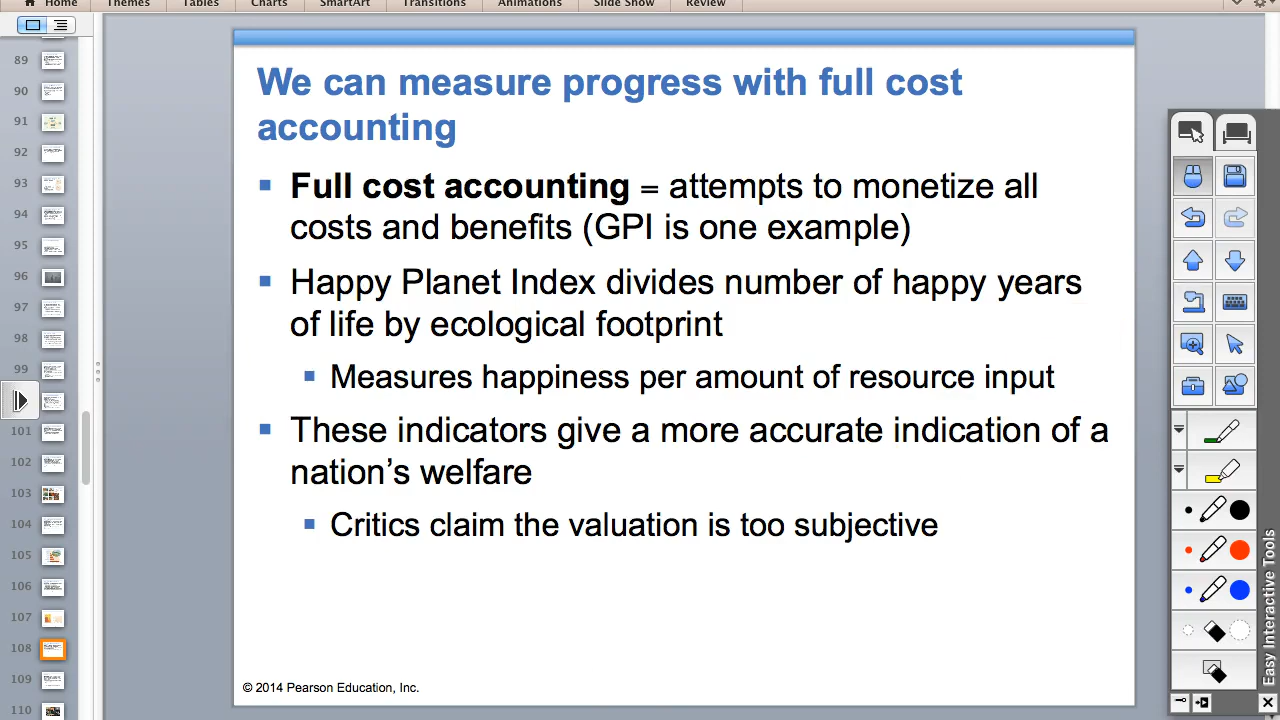 Home Themes Tables Charts SmartArt Transitions Animations Slide Show Review
89
90
91
92
93
94
95
96
97
98
99
101
102
103
104
105
106
107
108
109
110
We can measure progress with full cost
accounting
Full cost accounting = attempts to monetize all
costs and benefits (GPI is one example)
Happy Planet Index divides number of happy years
of life by ecological footprint
Measures happiness per amount of resource input
These indicators give a more accurate indication of a
nation’s welfare
Critics claim the valuation is too subjective
© 2014 Pearson Education, Inc.
Easy Interactive Tools